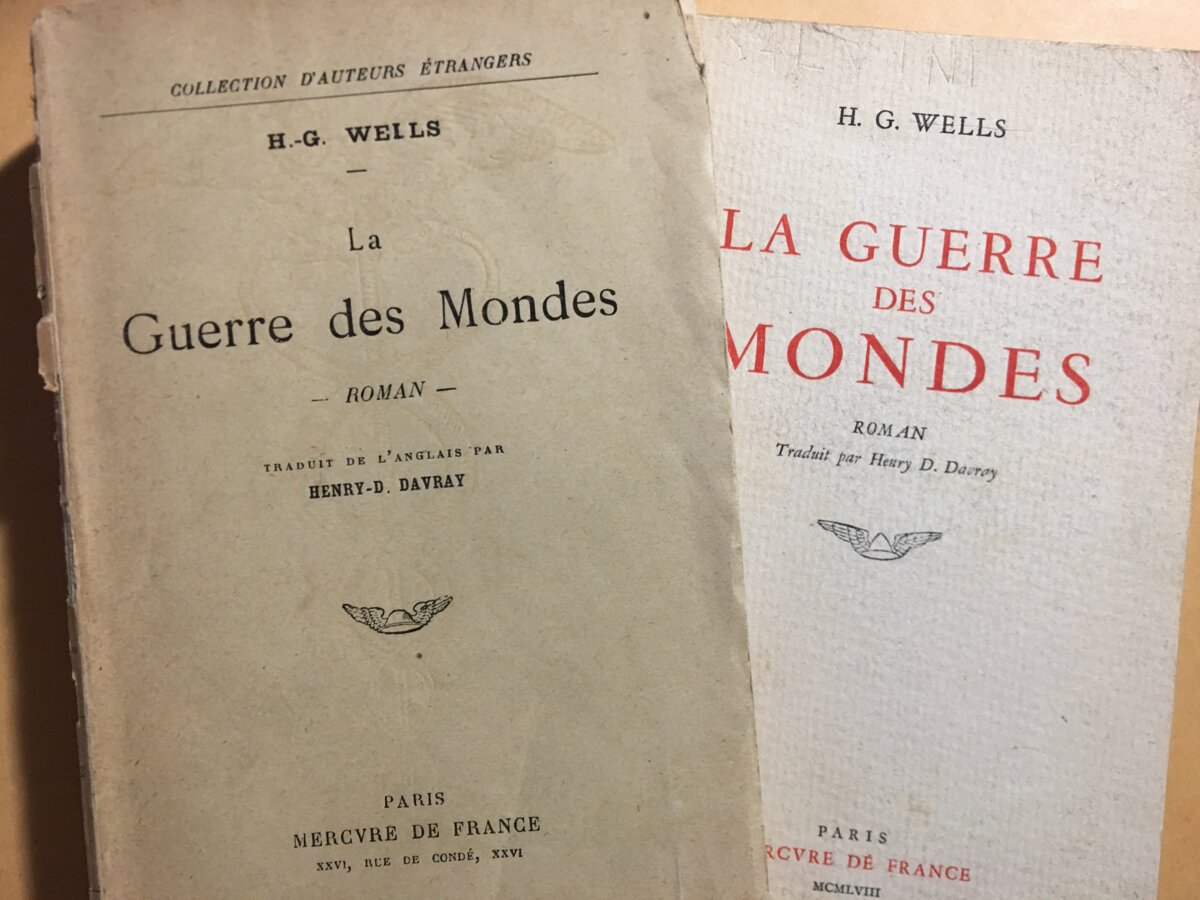 COLLECTION D'AUTEURS ÉTRANGERS
H.-G. WELLS
La
Guerre des Mondes
— ROMAN —
TRADUIT DE L'ANGLAIS PAR
HENRY-D. DAVRAY
PARIS
MERCVRE DE FRANCE
XXVI, RUE DE CONDÉ, XXVI
H. G. WELLS
LA GUERRE
DES
MONDES
ROMAN
Traduit par Henry D. Davray
PARIS
RCVRE DE FRANCE
MCMLVIII